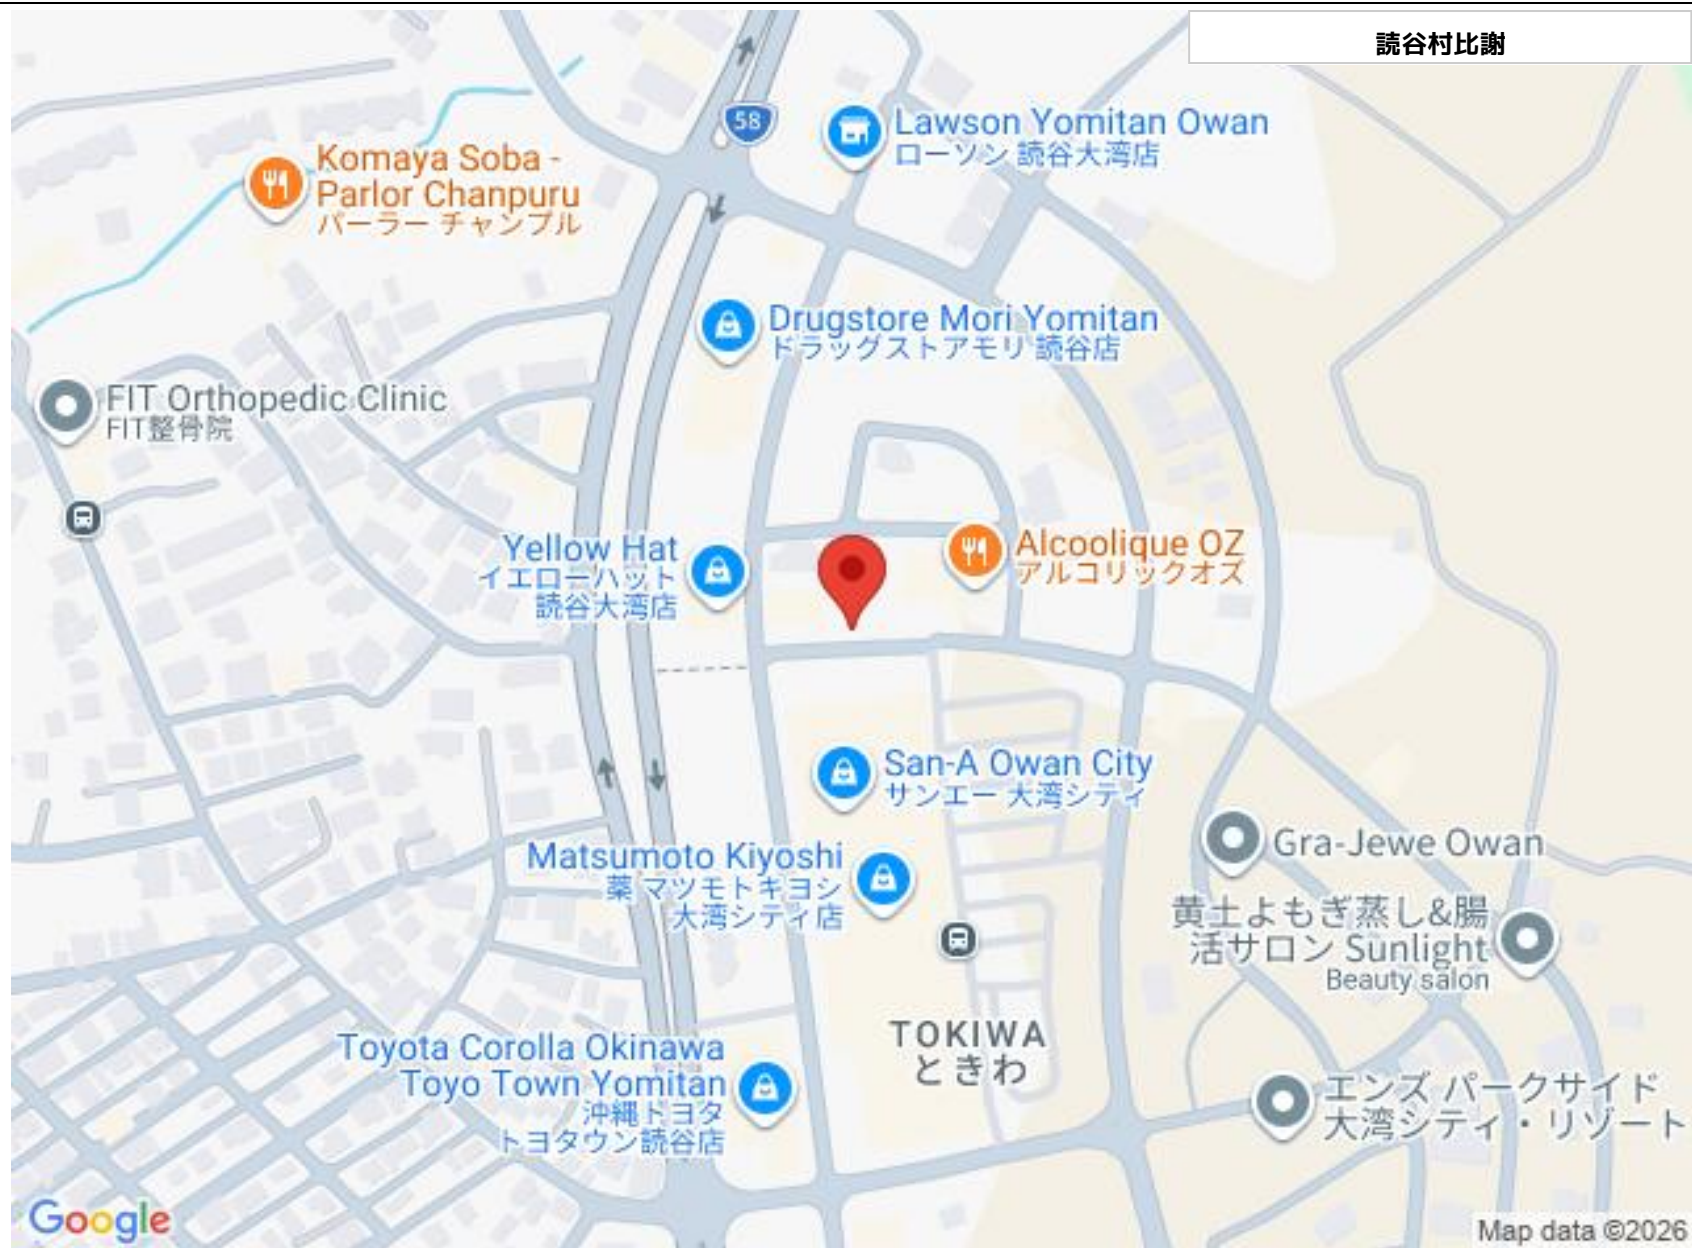 読谷村比謝
58
Lawson Yomitan Owan
ローソン 読谷大湾店
Komaya Soba -
Parlor Chanpuru
パーラー チャンプル
Drugstore Mori Yomitan
ドラッグストアモリ 読谷店
FIT Orthopedic Clinic
FIT整骨院
Yellow Hat
イエローハット
読谷大湾店
Alcoolique OZ
アルコリックオズ
San-A Owan City
サンエー 大湾シティ
Matsumoto Kiyoshi
薬 マツモトキヨシ
大湾シティ店
Gra-Jewe Owan
黄土よもぎ蒸し&腸
活サロン Sunlight
Beauty salon
TOKIWA
ときわ
Toyota Corolla Okinawa
Toyo Town Yomitan
沖縄トヨタ
トヨタウン読谷店
エンズ パークサイド
大湾シティ・リゾート
Google
Map data ©2026